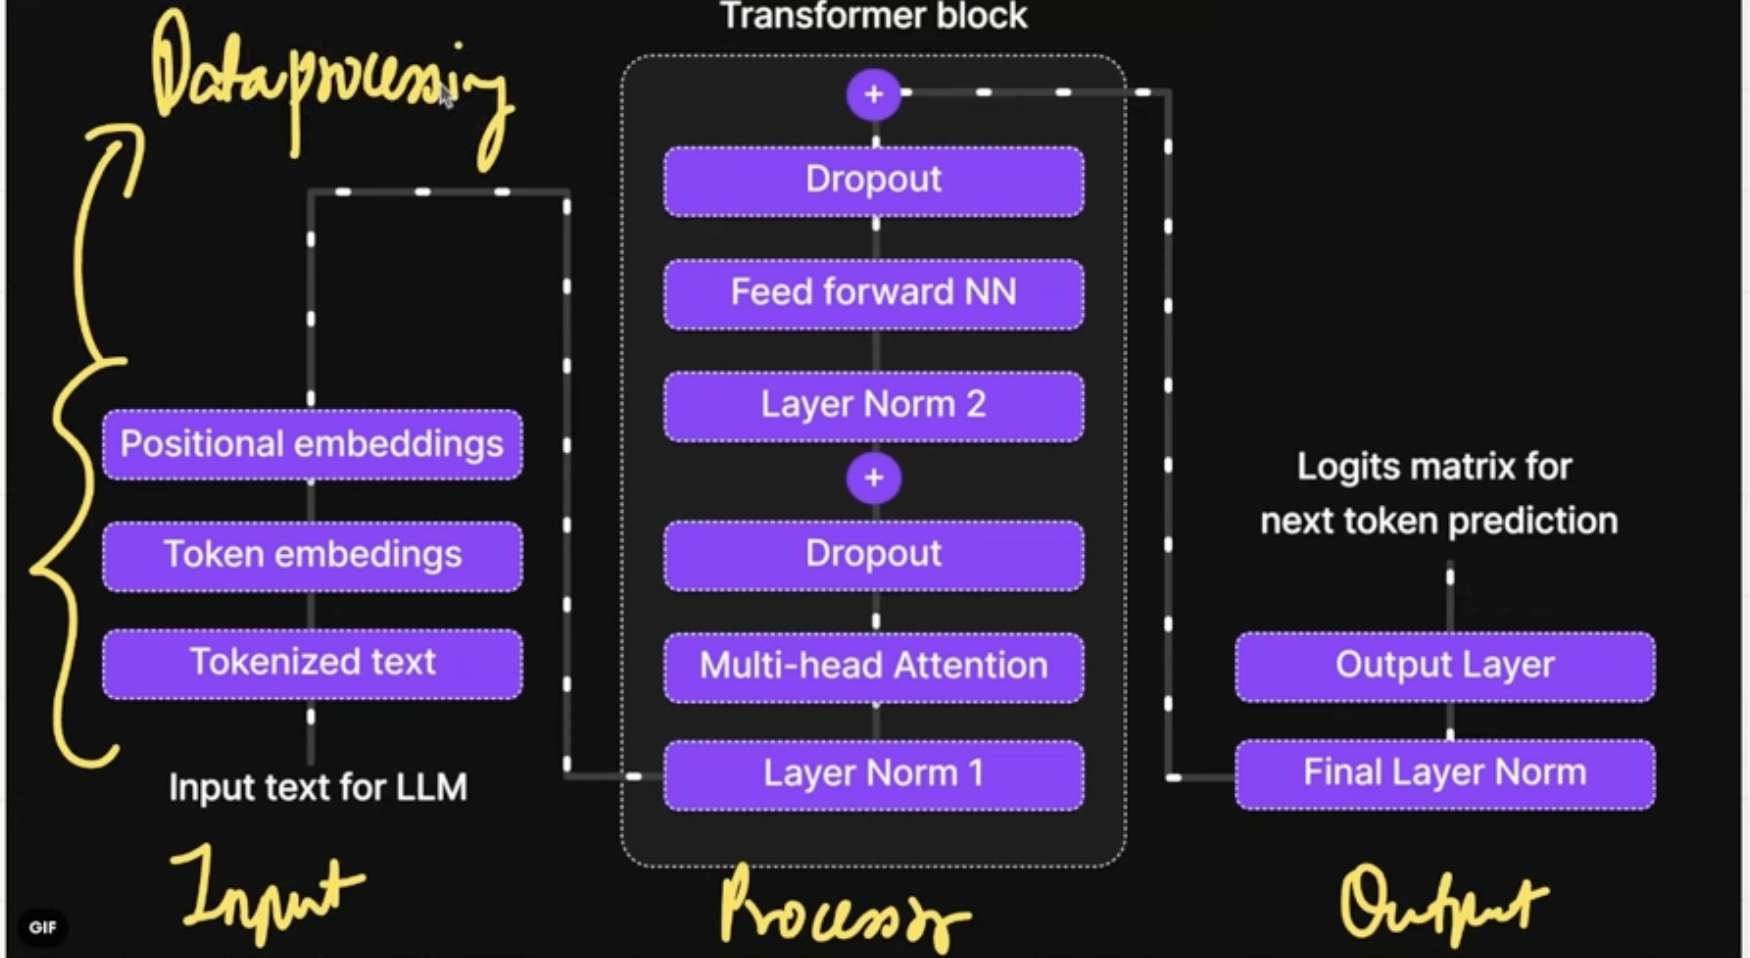 Dataprocessing
Positional embeddings
Token embedings
Tokenized text
Input text for LLM
Input
Transformer block
+
Dropout
Feed forward NN
Layer Norm 2
+
Dropout
Multi-head Attention
Layer Norm 1
Processor
Logits matrix for
next token prediction
Output Layer
Final Layer Norm
Output
GIF